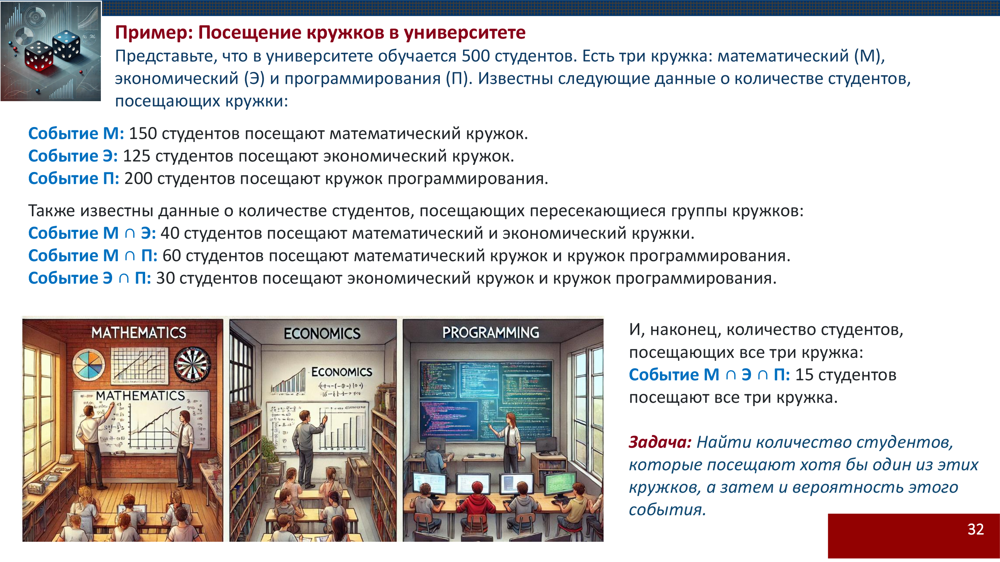 Пример: Посещение кружков в университете
Представьте, что в университете обучается 500 студентов. Есть три кружка: математический (М),
экономический (Э) и программирования (П). Известны следующие данные о количестве студентов,
посещающих кружки:
Событие М: 150 студентов посещают математический кружок.
Событие Э: 125 студентов посещают экономический кружок.
Событие П: 200 студентов посещают кружок программирования.
Также известны данные о количестве студентов, посещающих пересекающиеся группы кружков:
Событие М ∩ Э: 40 студентов посещают математический и экономический кружки.
Событие М ∩ П: 60 студентов посещают математический кружок и кружок программирования.
Событие Э ∩ П: 30 студентов посещают экономический кружок и кружок программирования.
MATHEMATICS
MATHEMATICS
ECONOMICS
ECONOMICS
PROGRAMMING
И, наконец, количество студентов,
посещающих все три кружка:
Событие М ∩ Э ∩ П: 15 студентов
посещают все три кружка.
Задача: Найти количество студентов,
которые посещают хотя бы один из этих
кружков, а затем и вероятность этого
события.
32